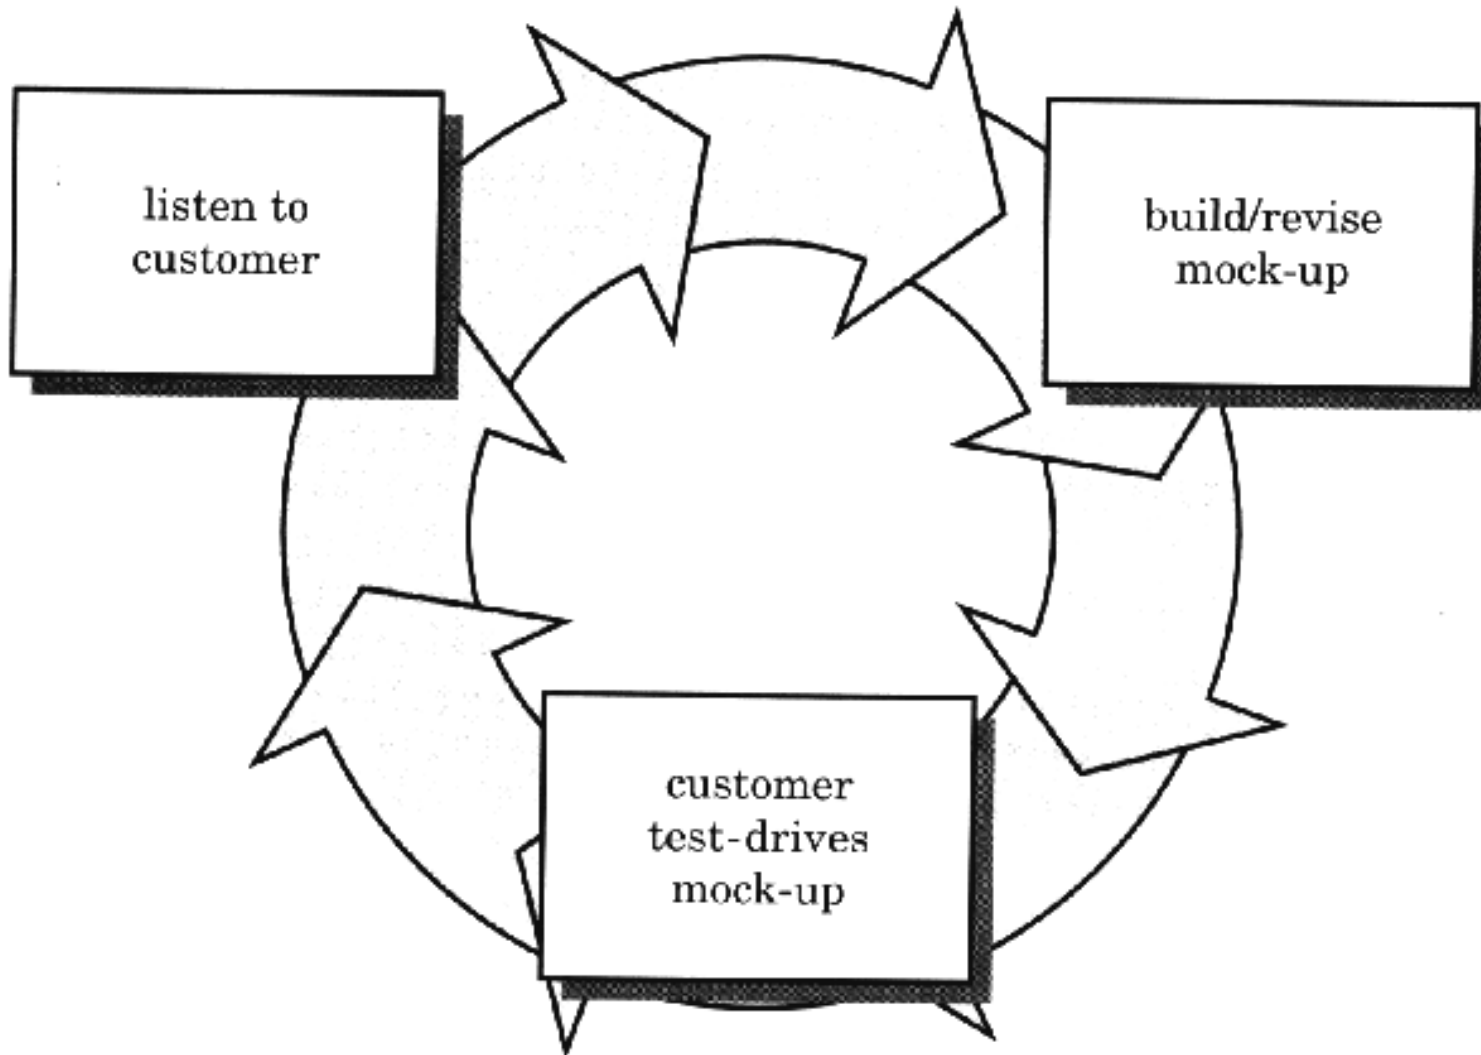 listen to
customer
build/revise
mock-up
customer
test-drives
mock-up